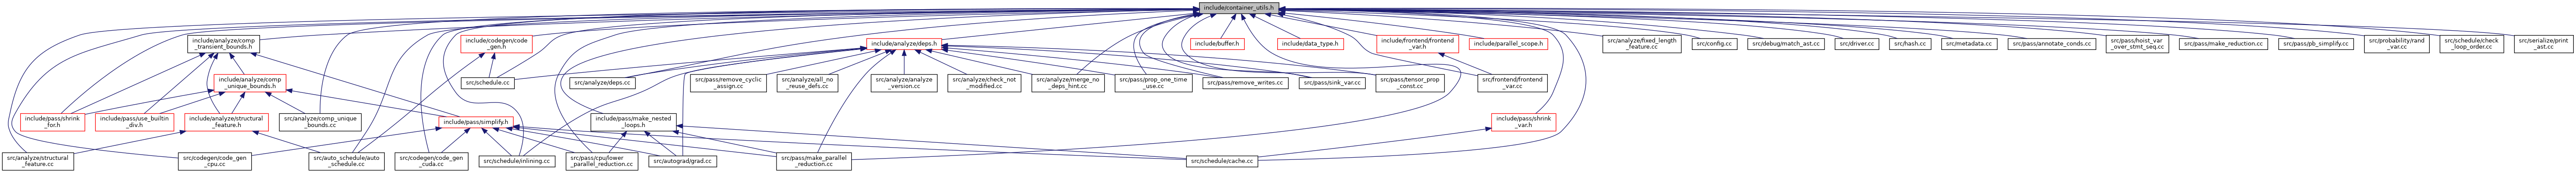 include/container_utils.h
include/analyze/comp
_transient_bounds.h
include/codegen/code
_gen.h
include/analyze/deps.h
include/buffer.h
include/data_type.h
include/frontend/frontend
_var.h
include/parallel_scope.h
src/analyze/fixed_length
_feature.cc
src/config.cc
src/debug/match_ast.cc
src/driver.cc
src/hash.cc
src/metadata.cc
src/pass/annotate_conds.cc
src/pass/hoist_var
_over_stmt_seq.cc
src/pass/make_reduction.cc
src/pass/pb_simplify.cc
src/probability/rand
_var.cc
src/schedule/check
_loop_order.cc
src/serialize/print
_ast.cc
include/analyze/comp
_unique_bounds.h
src/schedule.cc
src/analyze/deps.cc
src/pass/remove_cyclic
_assign.cc
src/analyze/all_no
_reuse_defs.cc
src/analyze/analyze
_version.cc
src/analyze/check_not
_modified.cc
src/analyze/merge_no
_deps_hint.cc
src/pass/prop_one_time
_use.cc
src/pass/remove_writes.cc
src/pass/sink_var.cc
src/pass/tensor_prop
_const.cc
src/frontend/frontend
_var.cc
include/pass/shrink
_for.h
include/pass/use_builtin
_div.h
include/analyze/structural
_feature.h
src/analyze/comp_unique
_bounds.cc
include/pass/simplify.h
include/pass/make_nested
_loops.h
include/pass/shrink
_var.h
src/analyze/structural
_feature.cc
src/codegen/code_gen
_cpu.cc
src/auto_schedule/auto
_schedule.cc
src/codegen/code_gen
_cuda.cc
src/schedule/inlining.cc
src/pass/cpu/lower
_parallel_reduction.cc
src/autograd/grad.cc
src/pass/make_parallel
_reduction.cc
src/schedule/cache.cc